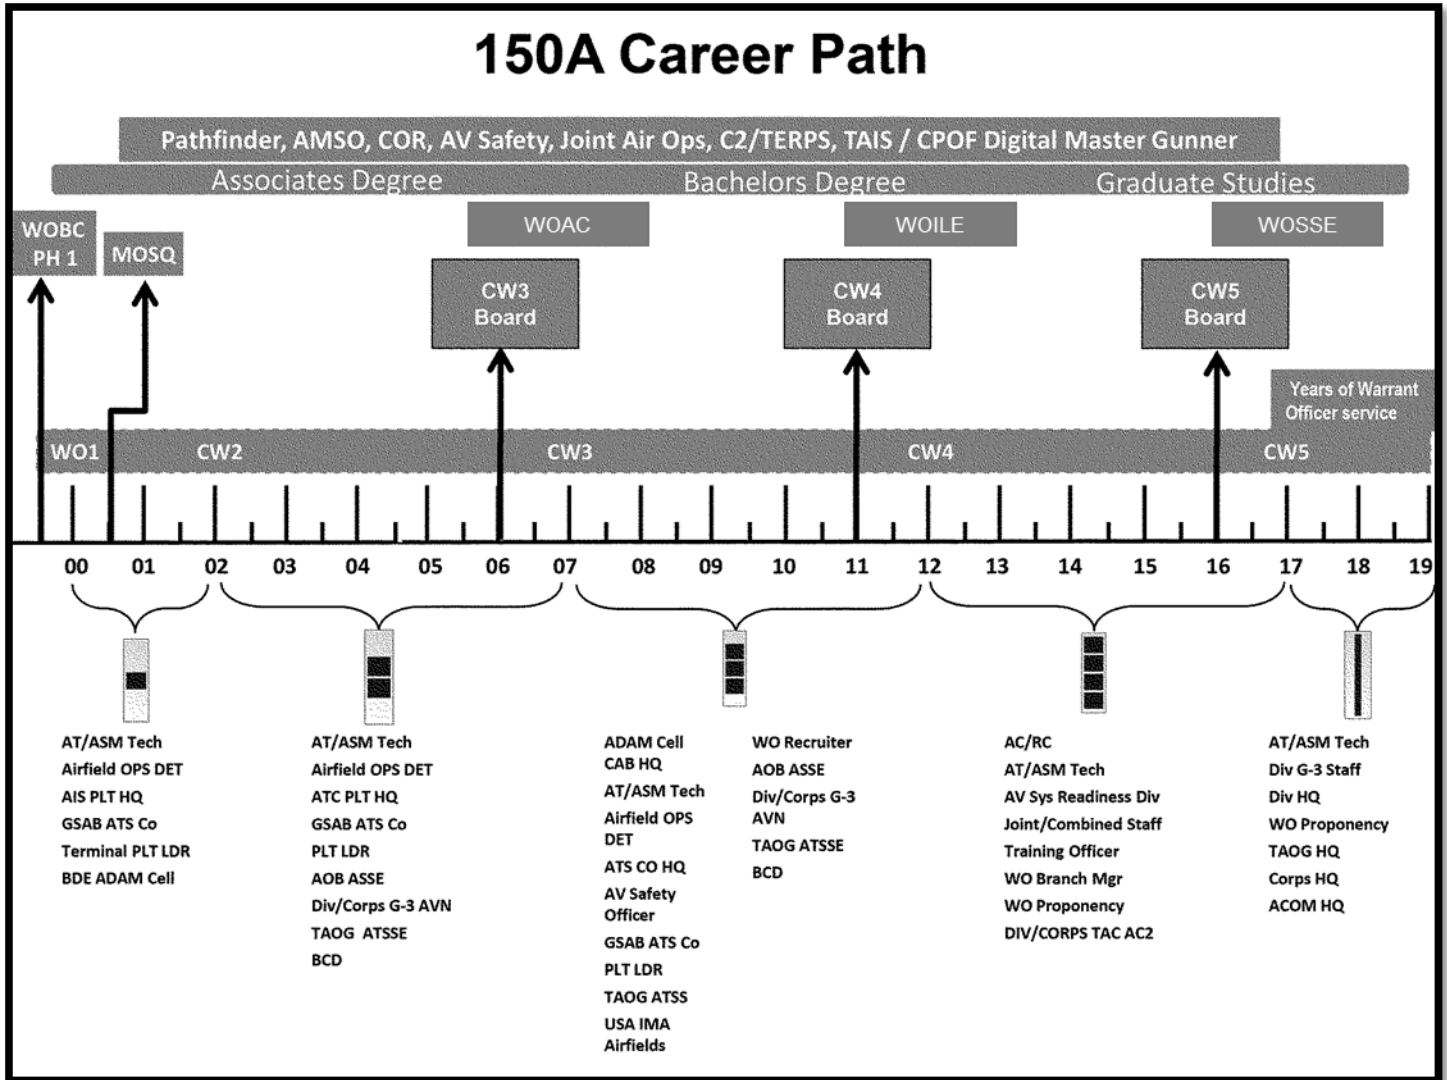 150A Career Path
Pathfinder, AMSO, COR, AV Safety, Joint Air Ops, C2/TERPS, TAIS / CPOF Digital Master Gunner
Associates Degree
Bachelors Degree
Graduate Studies
WOBC
PH 1
MOSQ
WOAC
WOILE
WOSSE
CW3
Board
CW4
Board
CW5
Board
Years of Warrant
Officer service
WO1
CW2
CW3
CW4
CW5
00 01 02 03 04 05 06 07 08 09 10 11 12 13 14 15 16 17 18 19
AT/ASM Tech
Airfield OPS DET
AIS PLT HQ
GSAB ATS Co
Terminal PLT LDR
BDE ADAM Cell
AT/ASM Tech
Airfield OPS DET
ATC PLT HQ
GSAB ATS Co
PLT LDR
AOB ASSE
Div/Corps G-3 AVN
TAOG ATSSE
BCD
ADAM Cell
CAB HQ
AT/ASM Tech
Airfield OPS
DET
ATS CO HQ
AV Safety
Officer
GSAB ATS Co
PLT LDR
TAOG ATSS
USA IMA
Airfields
WO Recruiter
AOB ASSE
Div/Corps G-3
AVN
TAOG ATSSE
BCD
AC/RC
AT/ASM Tech
AV Sys Readiness Div
Joint/Combined Staff
Training Officer
WO Branch Mgr
WO Proponency
DIV/CORPS TAC AC2
AT/ASM Tech
Div G-3 Staff
Div HQ
WO Proponency
TAOG HQ
Corps HQ
ACOM HQ